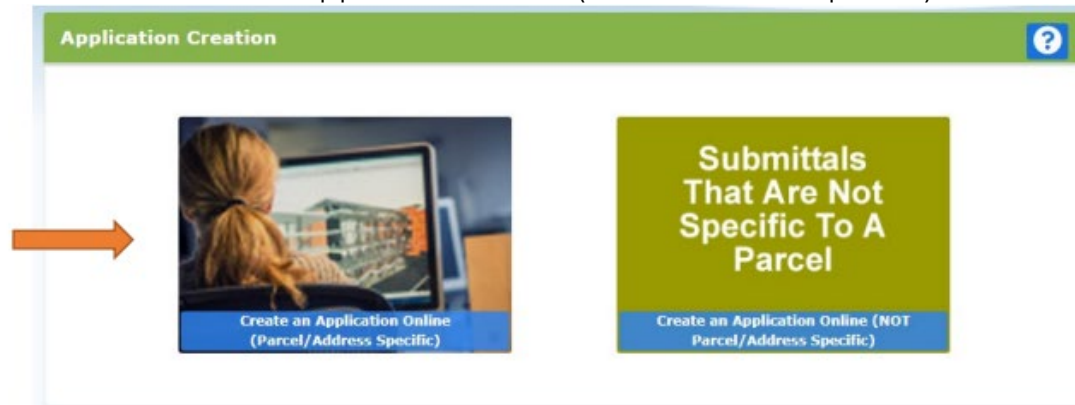 Application Creation
?
Submittals
That Are Not
Specific To A
Parcel
Create an Application Online
(Parcel/Address Specific)
Create an Application Online (NOT
Parcel/Address Specific)